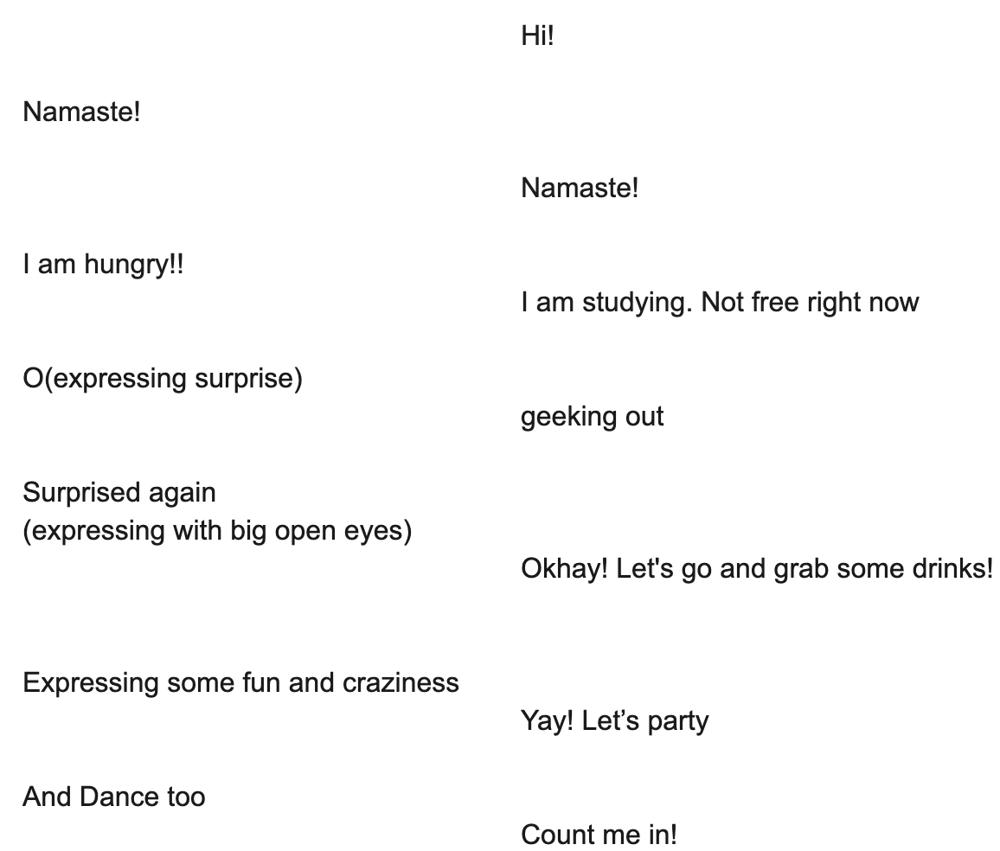 Hi!
Namaste!
Namaste!
I am hungry!!
I am studying. Not free right now
O(expressing surprise)
geeking out
Surprised again
(expressing with big open eyes)
Okhay! Let's go and grab some drinks!
Expressing some fun and craziness
Yay! Let’s party
And Dance too
Count me in!